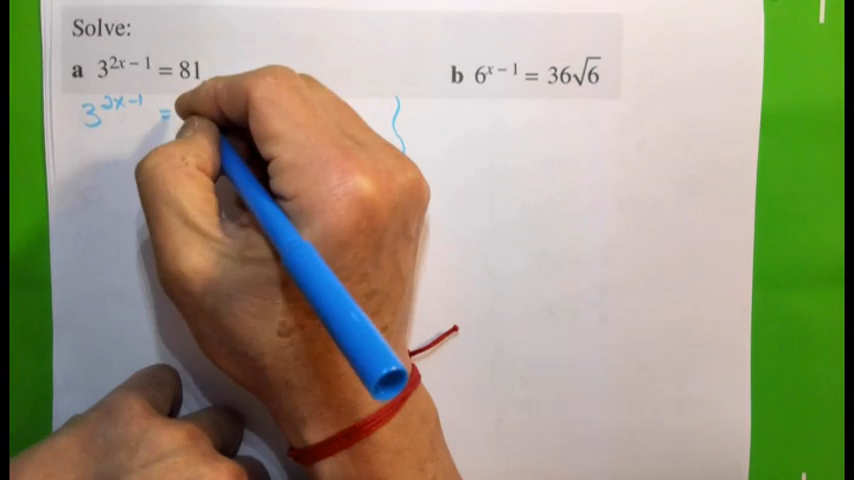 Solve:
a 3^{2x – 1} = 81 b 6^{x – 1} = 36√6
3^{2x-1} =